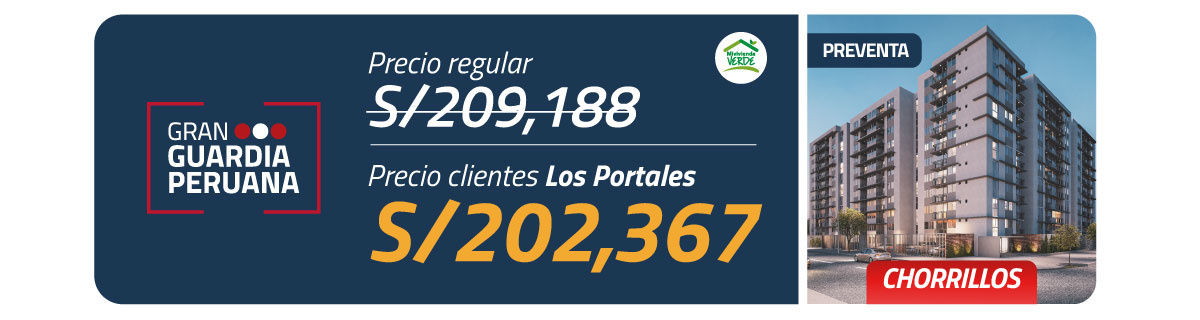 GRAN
GUARDIA
PERUANA
Precio regular
S/209,188
Precio clientes Los Portales
S/202,367
Mivivienda
VERDE
PREVENTA
CHORRILLOS